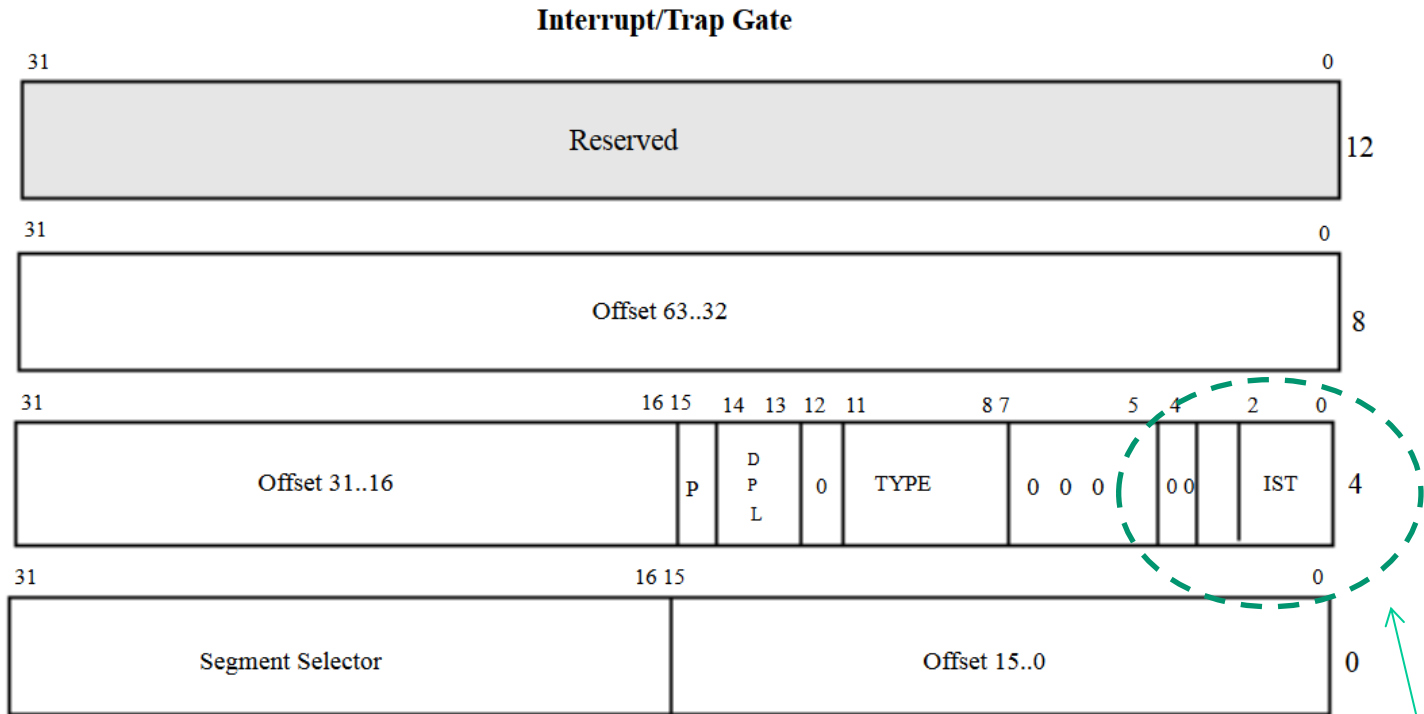 Interrupt/Trap Gate
31 0
Reserved
12
31 0
Offset 63..32
8
31 16 15 14 13 12 11 8 7 5 4 2 0
Offset 31..16 P D P L 0 TYPE 0 0 0 0 0 IST
4
31 16 15 0
Segment Selector Offset 15..0
0